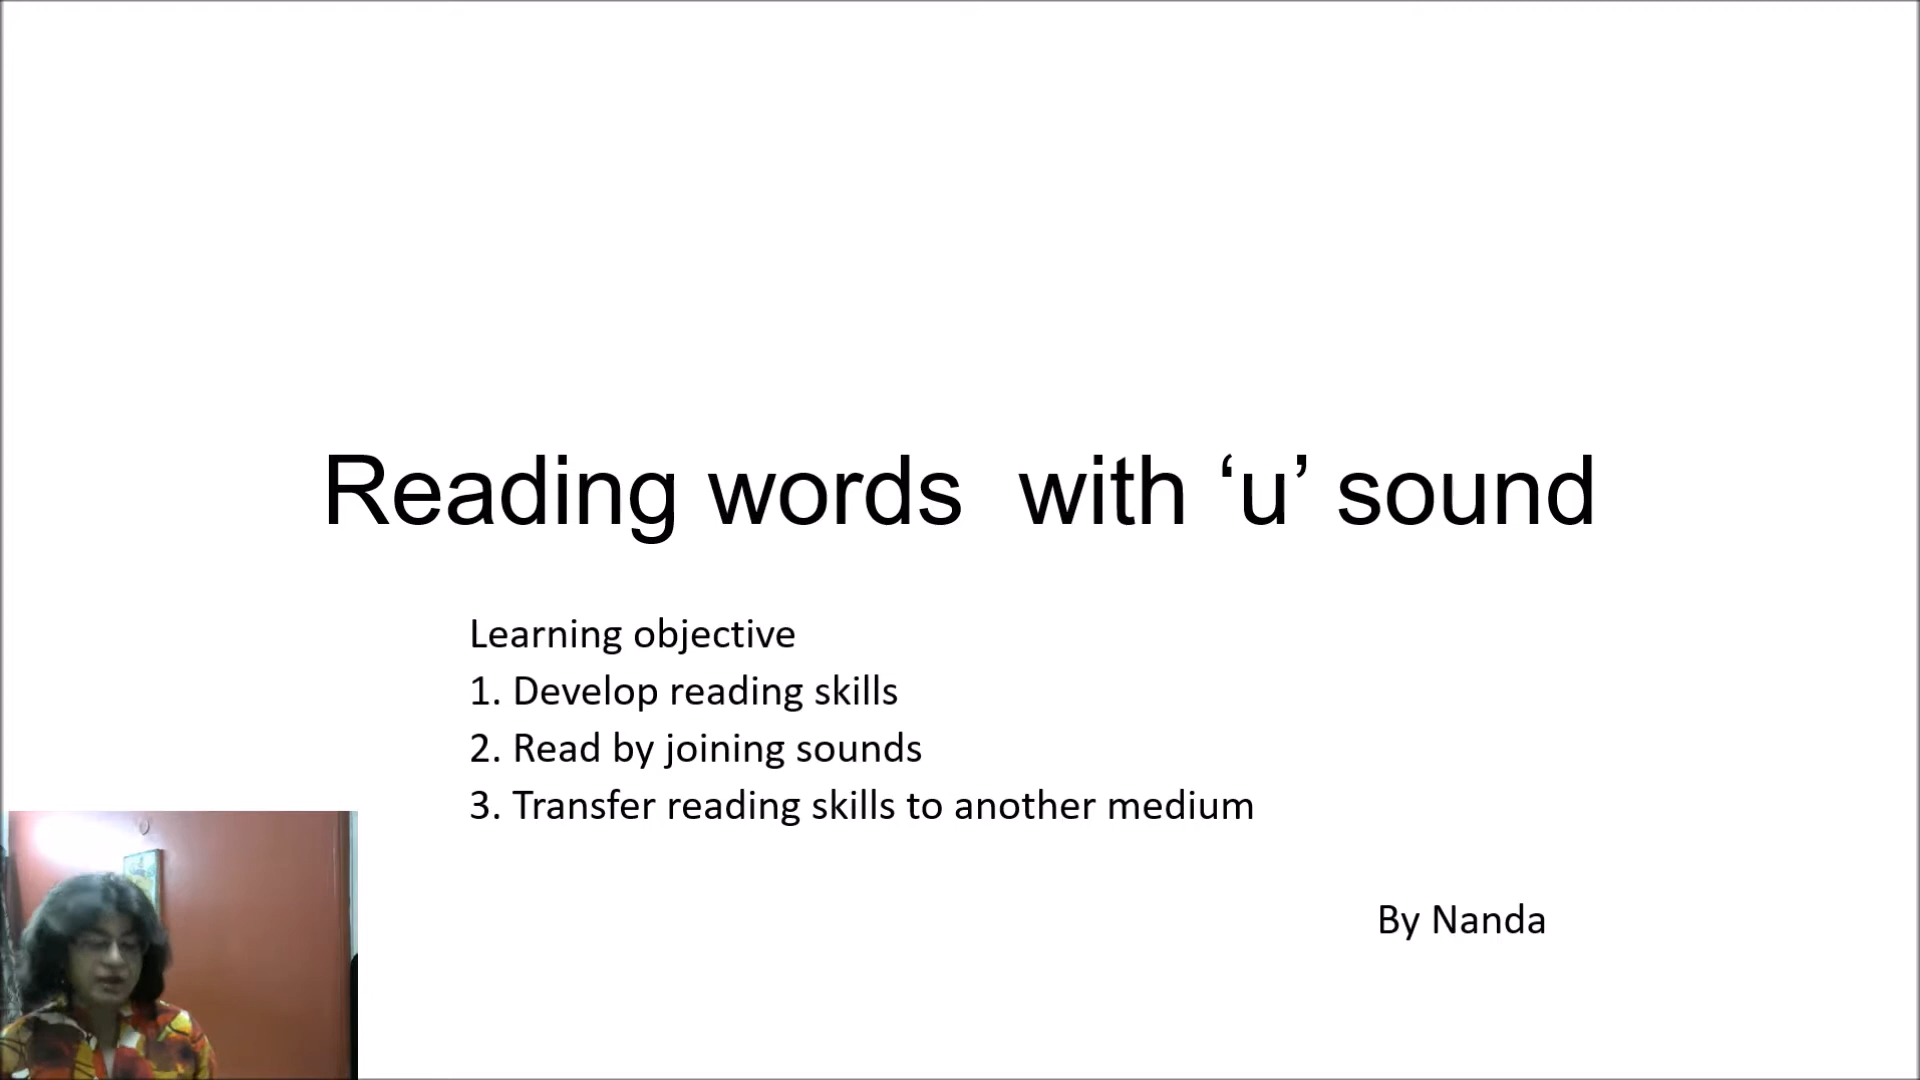 Reading words  with ‘u’ sound
Learning objective
1. Develop reading skills
2. Read by joining sounds
3. Transfer reading skills to another medium
By Nanda